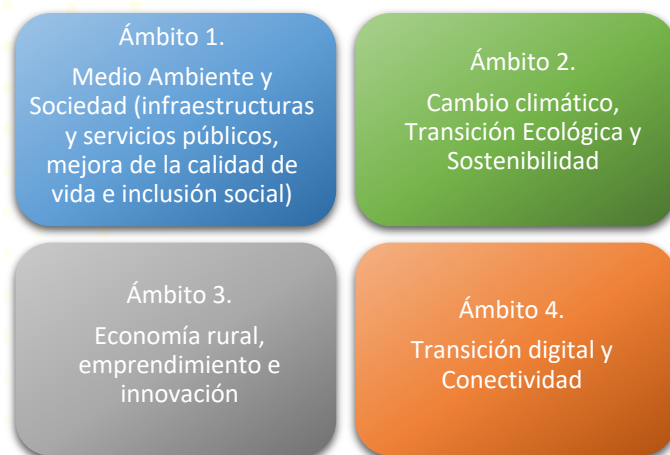 Ámbito 1.
Medio Ambiente y
Sociedad (infraestructuras
y servicios públicos,
mejora de la calidad de
vida e inclusión social)
Ámbito 2.
Cambio climático,
Transición Ecológica y
Sostenibilidad
Ámbito 3.
Economía rural,
emprendimiento e
innovación
Ámbito 4.
Transición digital y
Conectividad